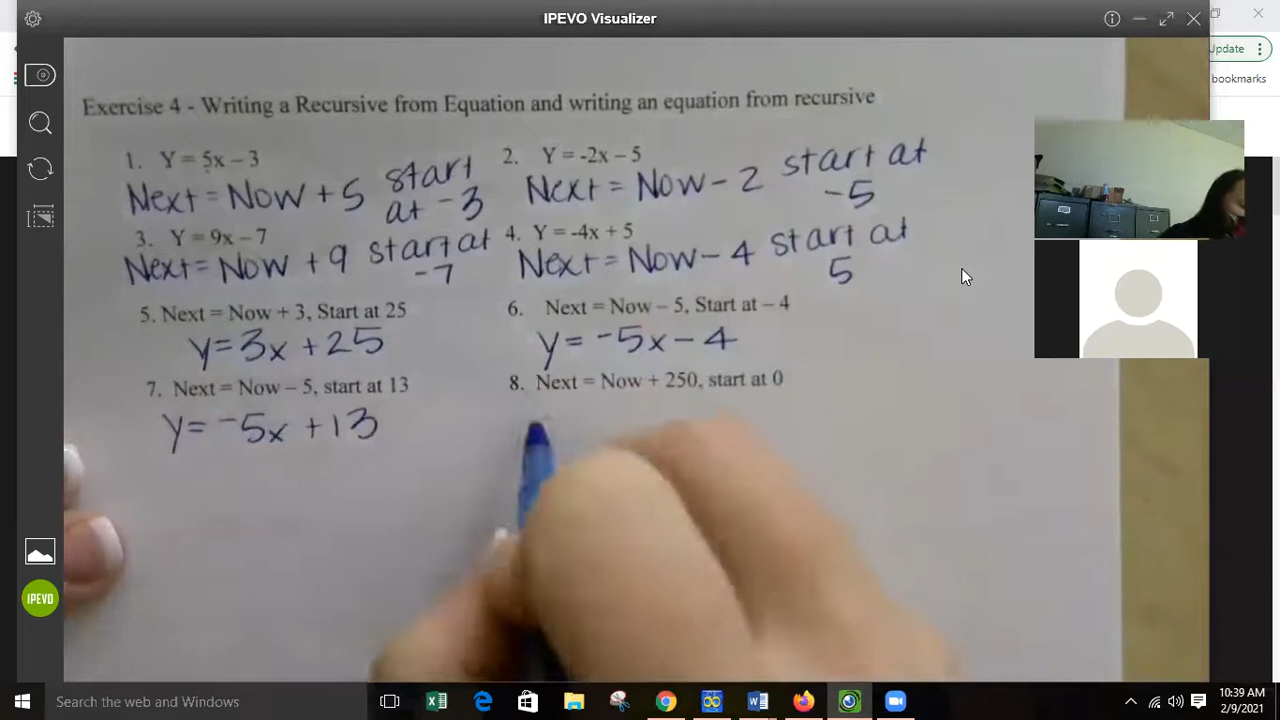 IPEVO Visualizer
Update
bookmarks
Exercise 4 - Writing a Recursive from Equation and writing an equation from recursive
1. Y = 5x – 3
Next = Now + 5 start at -3
2. Y = -2x – 5
Next = Now – 2 start at -5
3. Y = 9x – 7
Next = Now + 9 start at -7
4. Y = -4x + 5
Next = Now – 4 start at 5
5. Next = Now + 3, Start at 25
y = 3x + 25
6. Next = Now – 5, Start at – 4
y = -5x – 4
7. Next = Now – 5, start at 13
y = -5x + 13
8. Next = Now + 250, start at 0
IPEVO
Search the web and Windows
10:39 AM
2/9/2021